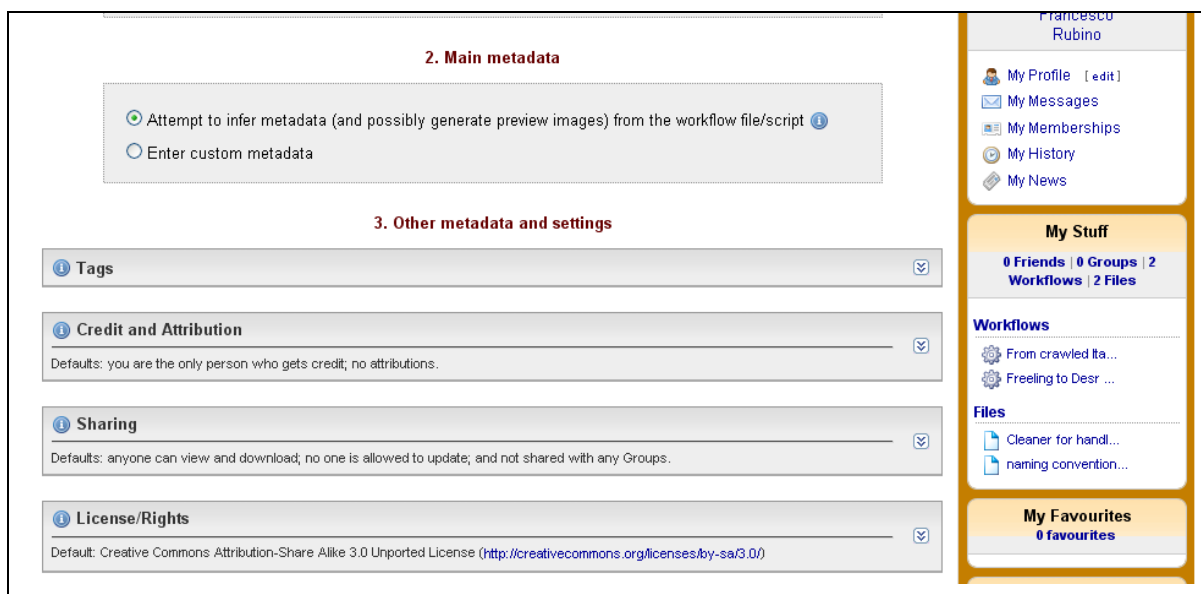 2. Main metadata
Attempt to infer metadata (and possibly generate preview images) from the workflow file/script
Enter custom metadata
3. Other metadata and settings
Tags
Credit and Attribution
Defaults: you are the only person who gets credit; no attributions.
Sharing
Defaults: anyone can view and download; no one is allowed to update; and not shared with any Groups.
License/Rights
Default: Creative Commons Attribution-Share Alike 3.0 Unported License (http://creativecommons.org/licenses/by-sa/3.0/)
Francesco
Rubino
My Profile [edit]
My Messages
My Memberships
My History
My News
My Stuff
0 Friends | 0 Groups | 2
Workflows | 2 Files
Workflows
From crawled Ita...
Freeling to Desr ...
Files
Cleaner for handl...
naming convention...
My Favourites
0 favourites